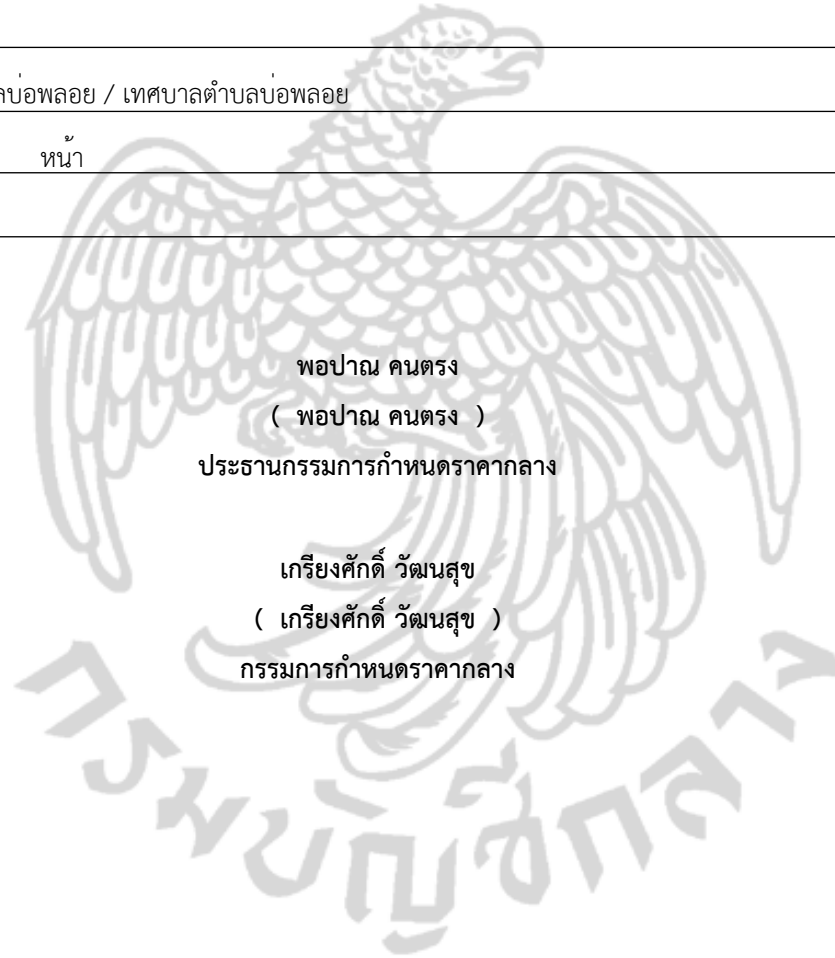 ลบ่อพลอย / เทศบาลตำบลบ่อพลอย
หน้า
พอปาณ คนตรง
( พอปาณ คนตรง )
ประธานกรรมการกำหนดราคากลาง
เกรียงศักดิ์ วัฒนสุข
( เกรียงศักดิ์ วัฒนสุข )
กรรมการกำหนดราคากลาง
กรมบัญชีกลาง